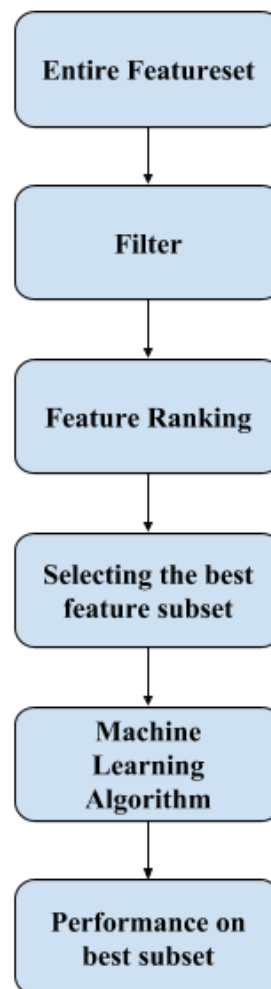 Entire Featureset
Filter
Feature Ranking
Selecting the best
feature subset
Machine
Learning
Algorithm
Performance on
best subset